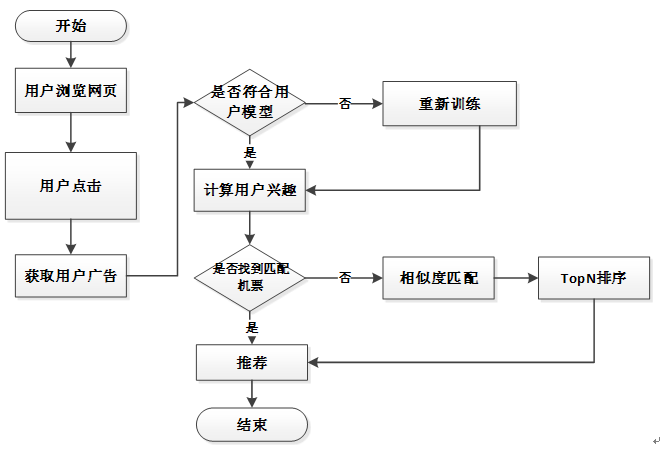 开始
用户浏览网页
用户点击
获取用户广告
是否符合用
户模型
否
重新训练
是
计算用户兴趣
是否找到匹配
机票
否
相似度匹配
TopN排序
是
推荐
结束